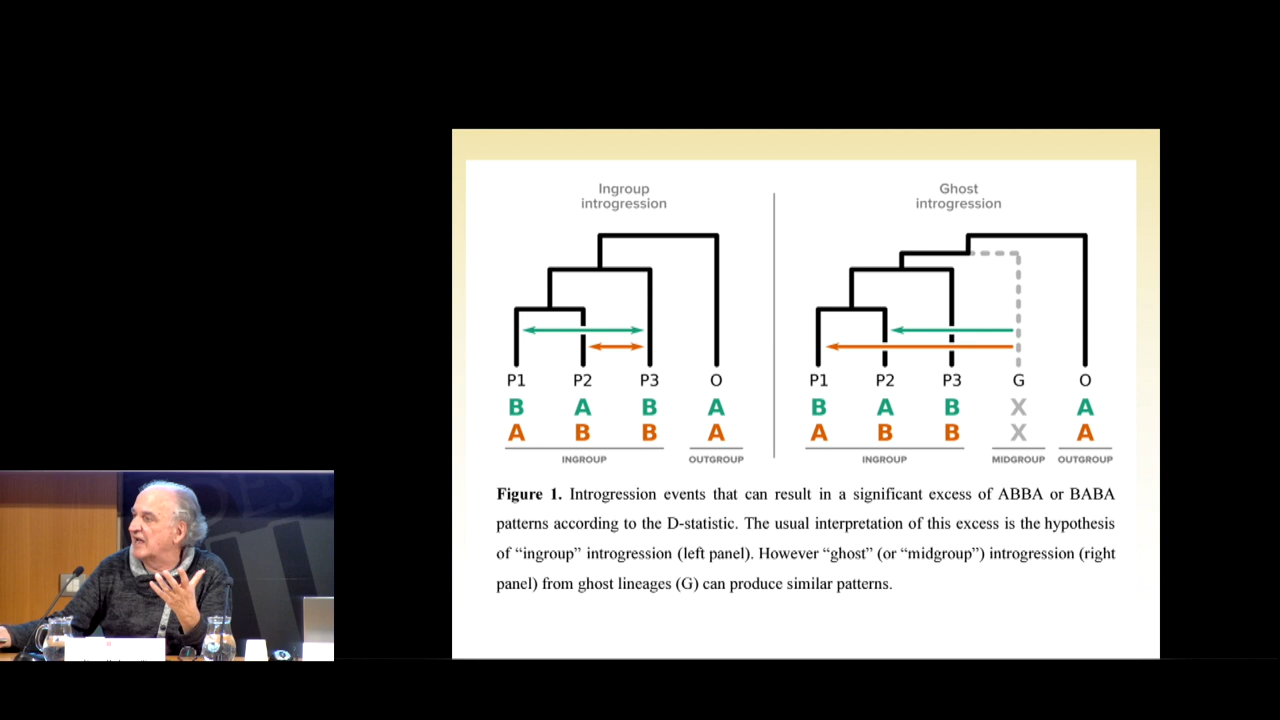 Ingroup
introgression
P1 P2 P3 O
B A B A
A B B A
INGROUP OUTGROUP
Ghost
introgression
P1 P2 P3 G O
B A B X A
A B B X A
INGROUP MIDGROUP OUTGROUP
Figure 1. Introgression events that can result in a significant excess of ABBA or BABA
patterns according to the D-statistic. The usual interpretation of this excess is the hypothesis
of “ingroup” introgression (left panel). However “ghost” (or “midgroup”) introgression (right
panel) from ghost lineages (G) can produce similar patterns.